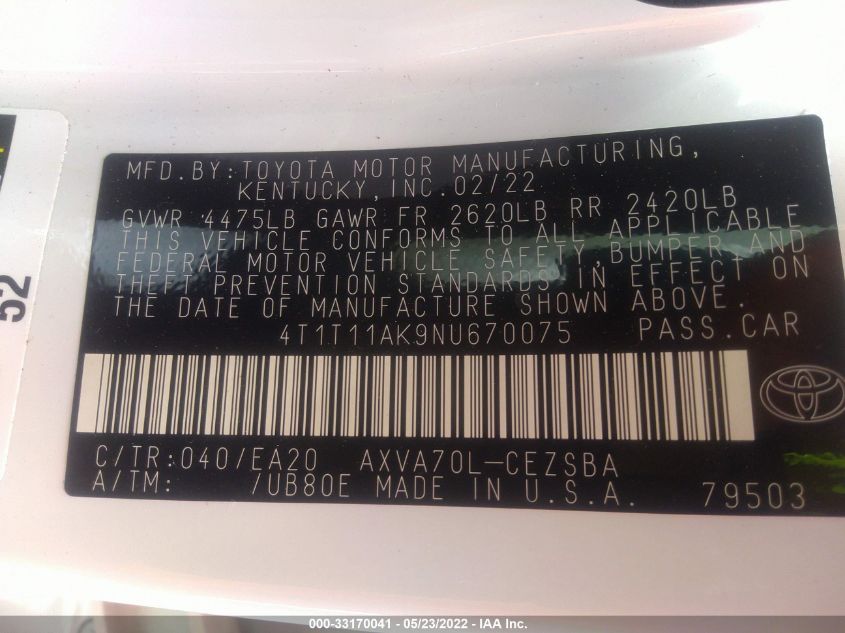 MFD.BY:TOYOTA MOTOR MANUFACTURING,
KENTUCKY,INC.02/22
GVWR 4475LB GAWR FR 2620LB RR 2420LB
THIS VEHICLE CONFORMS TO ALL APPLICABLE
FEDERAL MOTOR VEHICLE SAFETY,BUMPER AND
THEFT PREVENTION STANDARDS IN EFFECT ON
THE DATE OF MANUFACTURE SHOWN ABOVE.
4T1T11AK9NU670075 PASS.CAR
C/TR:040/EA20 AXVA70L-CEZSBA
A/TM: /UB80E MADE IN U.S.A. 79503
52
000-33170041 - 05/23/2022 - IAA Inc.